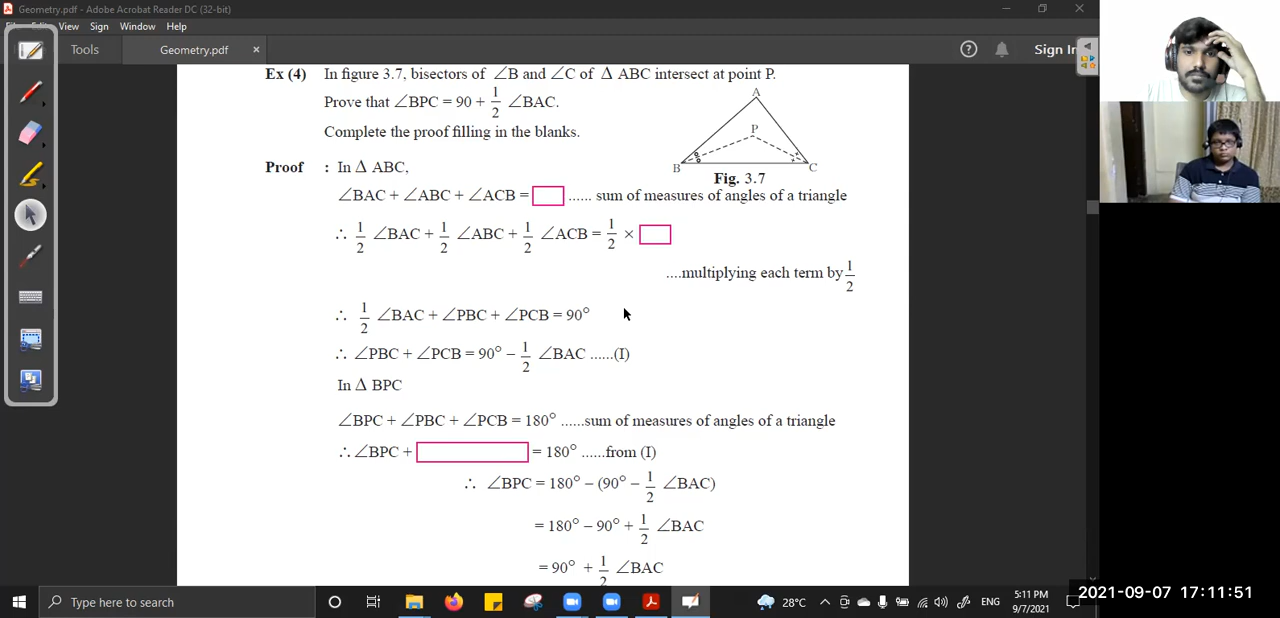 Geometry.pdf - Adobe Acrobat Reader DC (32-bit)
View Sign Window Help
Tools Geometry.pdf × Sign In
Ex (4) In figure 3.7, bisectors of ∠B and ∠C of Δ ABC intersect at point P.
Prove that ∠BPC = 90 + 1/2 ∠BAC.
Complete the proof filling in the blanks.
A
P
B
C
Fig. 3.7
Proof : In Δ ABC,
∠BAC + ∠ABC + ∠ACB = ...... sum of measures of angles of a triangle
∴ 1/2 ∠BAC + 1/2 ∠ABC + 1/2 ∠ACB = 1/2 ×
....multiplying each term by 1/2
∴ 1/2 ∠BAC + ∠PBC + ∠PCB = 90°
∴ ∠PBC + ∠PCB = 90° − 1/2 ∠BAC ......(I)
In Δ BPC
∠BPC + ∠PBC + ∠PCB = 180° ......sum of measures of angles of a triangle
∴ ∠BPC + = 180° ......from (I)
∴ ∠BPC = 180° − (90° − 1/2 ∠BAC)
= 180° − 90° + 1/2 ∠BAC
= 90° + 1/2 ∠BAC
Type here to search
28°C ENG
5:11 PM
9/7/2021
2021-09-07 17:11:51